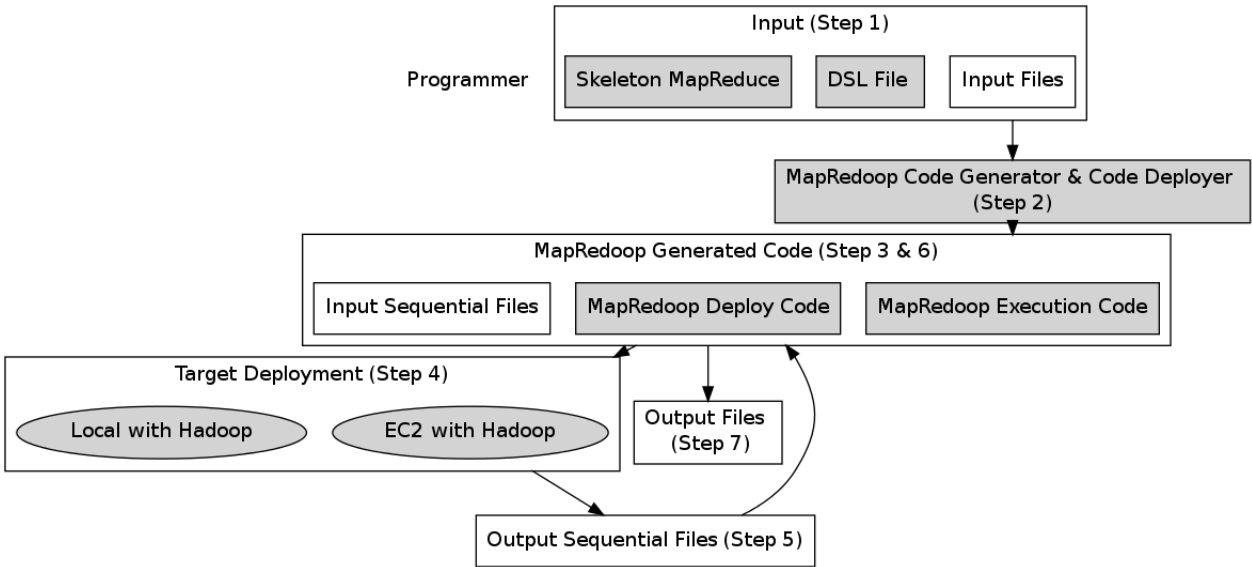 Input (Step 1)
Programmer
Skeleton MapReduce
DSL File
Input Files
MapRedoop Code Generator & Code Deployer
(Step 2)
MapRedoop Generated Code (Step 3 & 6)
Input Sequential Files
MapRedoop Deploy Code
MapRedoop Execution Code
Target Deployment (Step 4)
Local with Hadoop
EC2 with Hadoop
Output Files
(Step 7)
Output Sequential Files (Step 5)